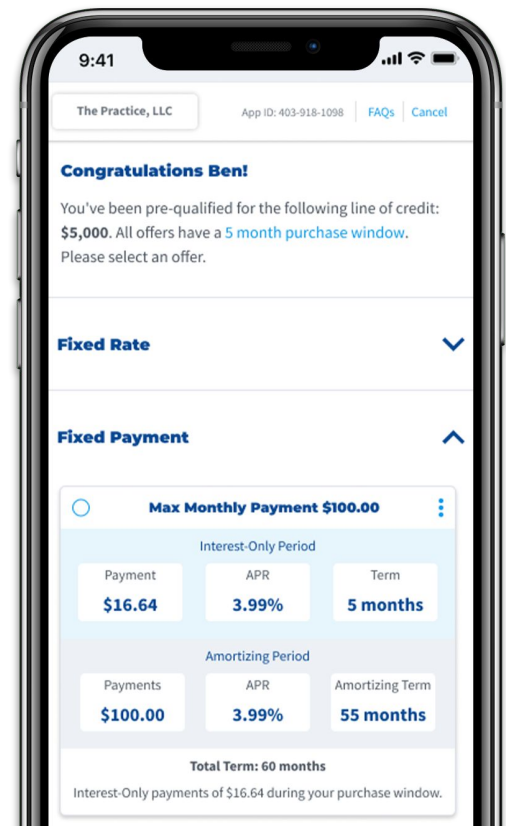 9:41
The Practice, LLC App ID: 403-918-1098 FAQs Cancel
Congratulations Ben!
You've been pre-qualified for the following line of credit:
$5,000. All offers have a 5 month purchase window.
Please select an offer.
Fixed Rate
Fixed Payment
Max Monthly Payment $100.00
Interest-Only Period
Payment APR Term
$16.64 3.99% 5 months
Amortizing Period
Payments APR Amortizing Term
$100.00 3.99% 55 months
Total Term: 60 months
Interest-Only payments of $16.64 during your purchase window.